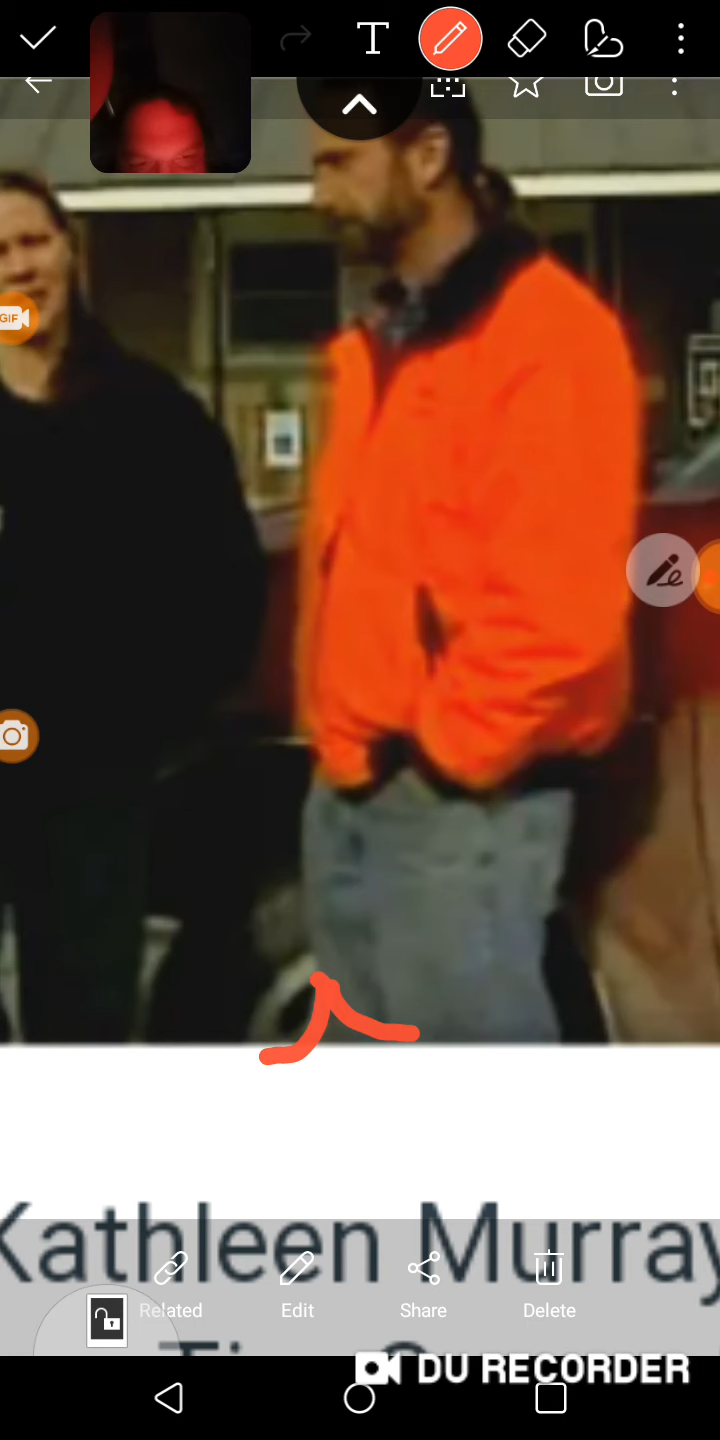 T
GIF
Kathleen Murray
Related
Edit
Share
Delete
DU RECORDER